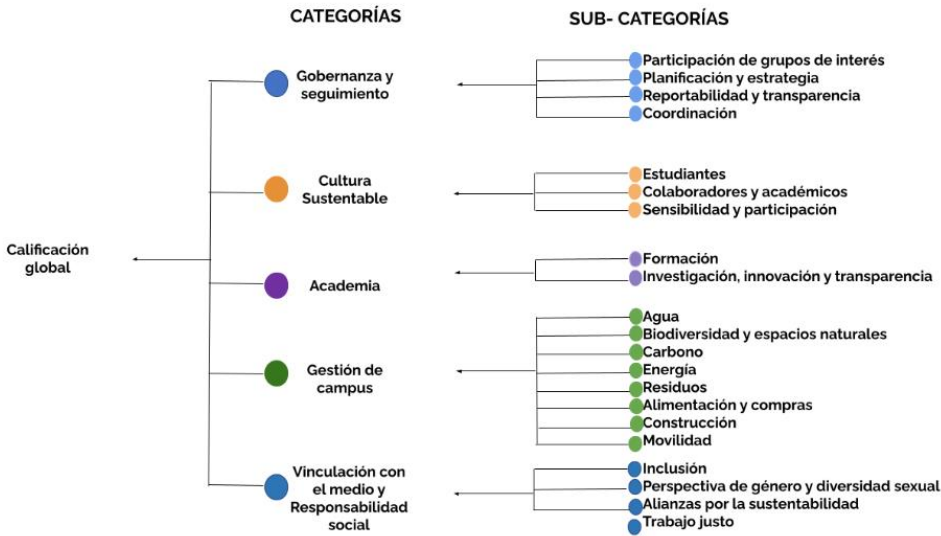 CATEGORÍAS
SUB- CATEGORÍAS
Calificación
global
Gobernanza y
seguimiento
Participación de grupos de interés
Planificación y estrategia
Reportabilidad y transparencia
Coordinación
Cultura
Sustentable
Estudiantes
Colaboradores y académicos
Sensibilidad y participación
Academia
Formación
Investigación, innovación y transparencia
Gestión de
campus
Agua
Biodiversidad y espacios naturales
Carbono
Energía
Residuos
Alimentación y compras
Construcción
Movilidad
Vinculación con
el medio y
Responsabilidad
social
Inclusión
Perspectiva de género y diversidad sexual
Alianzas por la sustentabilidad
Trabajo justo